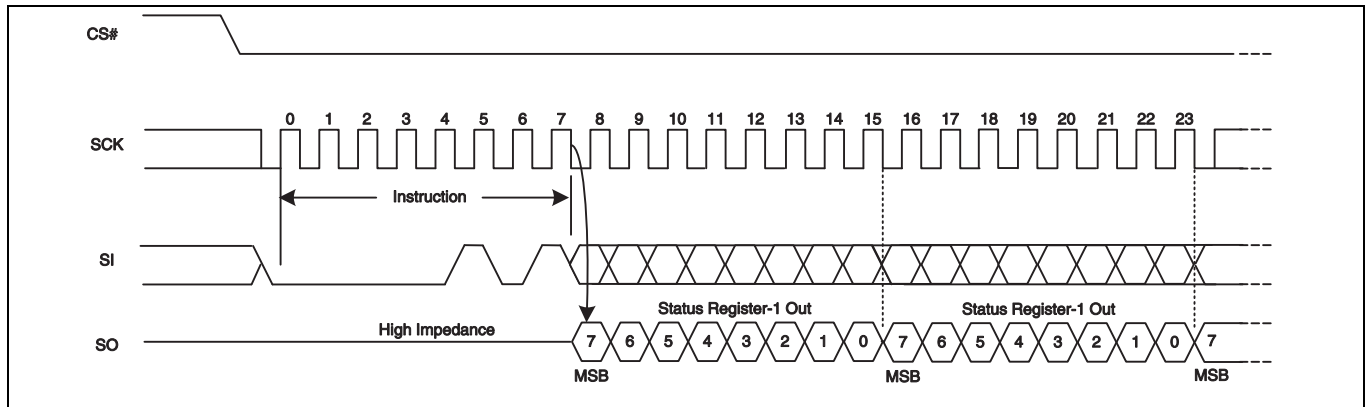 CS#
0 1 2 3 4 5 6 7 8 9 10 11 12 13 14 15 16 17 18 19 20 21 22 23
SCK
Instruction
SI
Status Register-1 Out Status Register-1 Out
High Impedance
SO
7 6 5 4 3 2 1 0 7 6 5 4 3 2 1 0 7
MSB MSB MSB